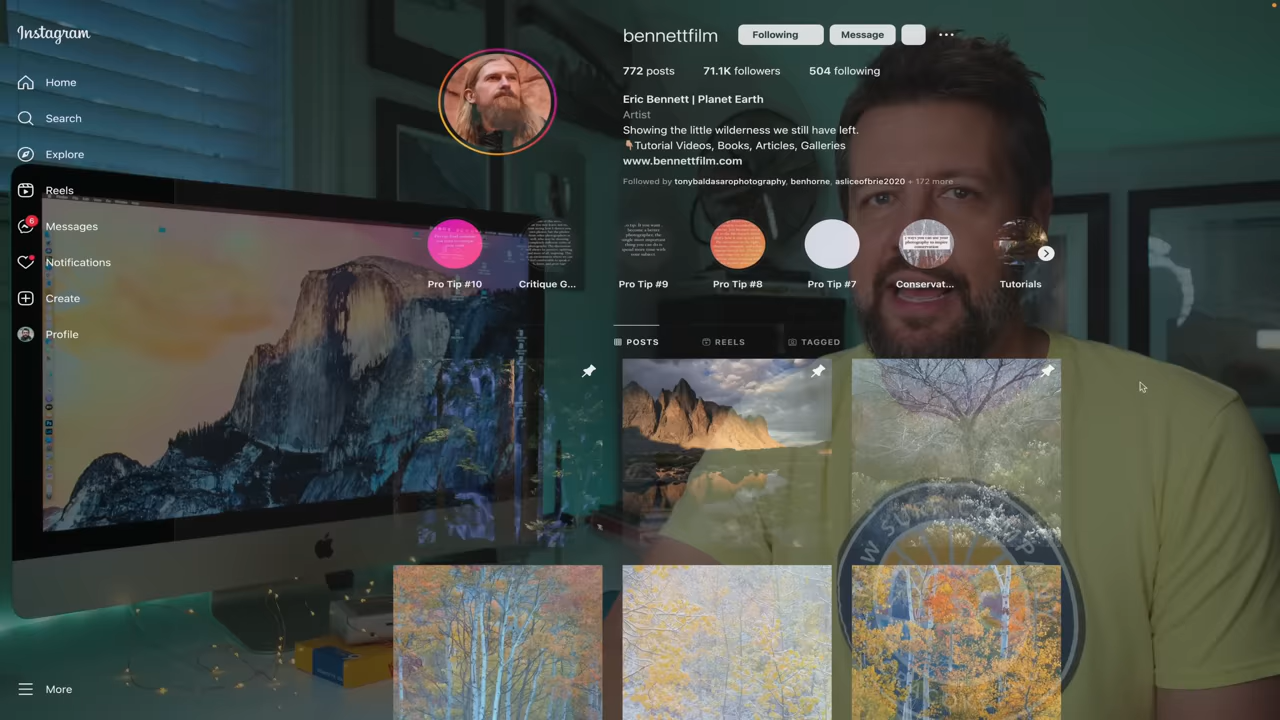 Instagram
Home
Search
Explore
Reels
6
Messages
Notifications
Create
Profile
More
bennettfilm
Following
Message
772 posts
71.1K followers
504 following
Eric Bennett | Planet Earth
Artist
Showing the little wilderness we still have left.
👇🏽Tutorial Videos, Books, Articles, Galleries
www.bennettfilm.com
Followed by tonybaldasarophotography, benhorne, asliceofbrie2020 + 172 more
Pro Tip #10
Critique G...
Pro Tip #9
Pro Tip #8
Pro Tip #7
Conservat...
Tutorials
POSTS
REELS
TAGGED
SUR